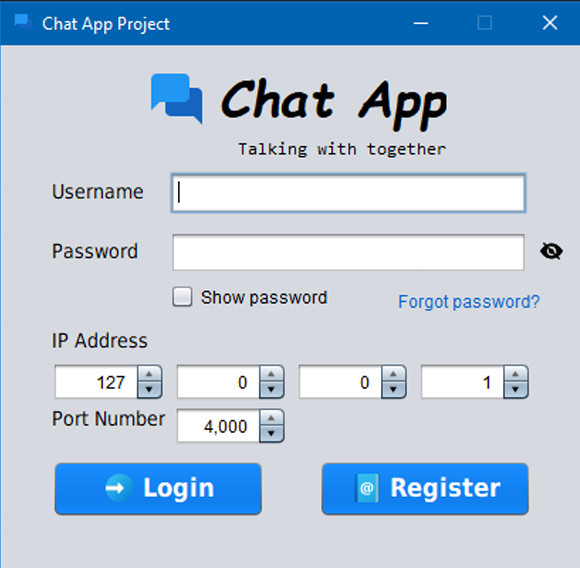 Chat App Project
Chat App
Talking with together
Username
Password
Show password
Forgot password?
IP Address
127 0 0 1
Port Number 4,000
Login @ Register